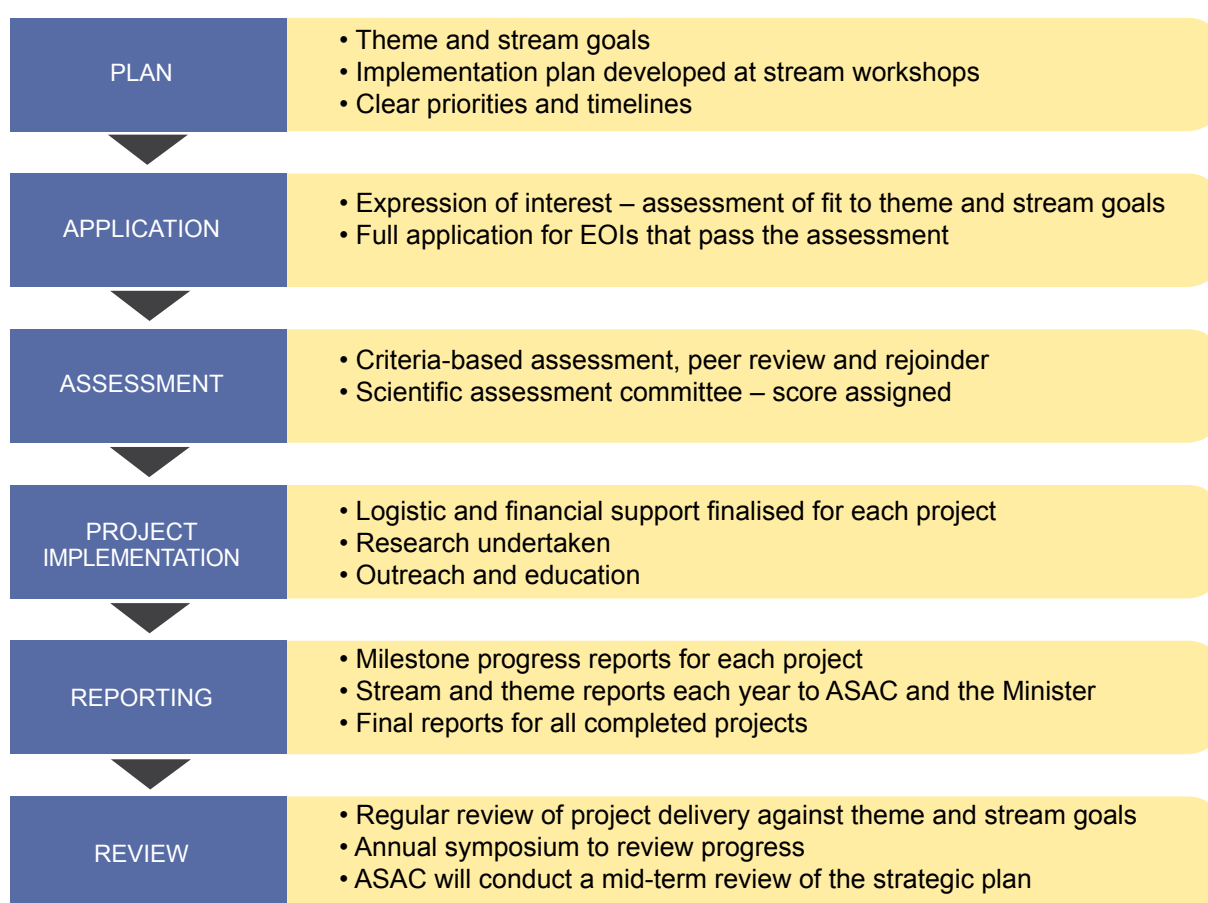 PLAN
• Theme and stream goals
• Implementation plan developed at stream workshops
• Clear priorities and timelines
APPLICATION
• Expression of interest – assessment of fit to theme and stream goals
• Full application for EOIs that pass the assessment
ASSESSMENT
• Criteria-based assessment, peer review and rejoinder
• Scientific assessment committee – score assigned
PROJECT
IMPLEMENTATION
• Logistic and financial support finalised for each project
• Research undertaken
• Outreach and education
REPORTING
• Milestone progress reports for each project
• Stream and theme reports each year to ASAC and the Minister
• Final reports for all completed projects
REVIEW
• Regular review of project delivery against theme and stream goals
• Annual symposium to review progress
• ASAC will conduct a mid-term review of the strategic plan